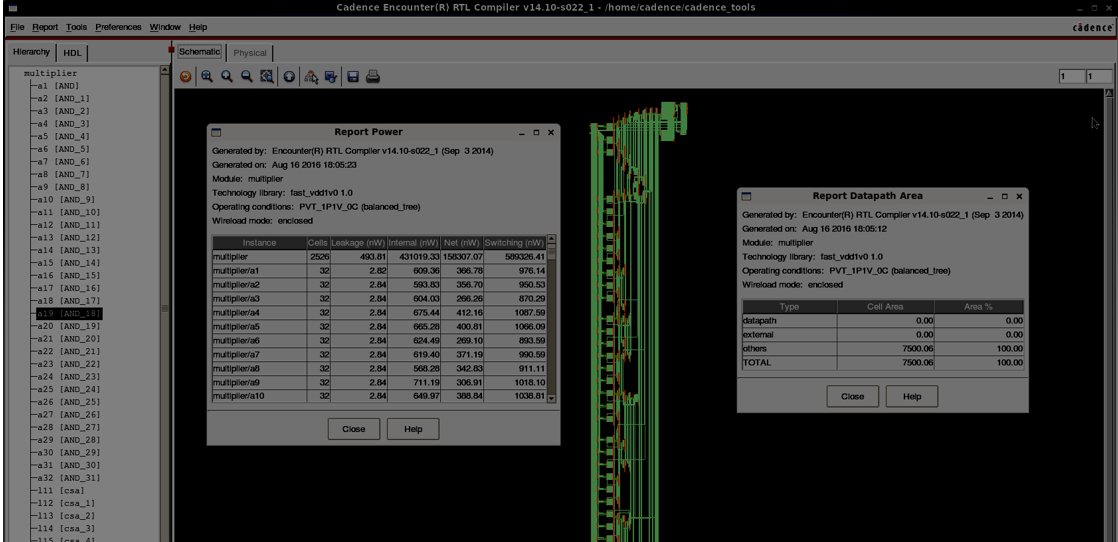 Cadence Encounter(R) RTL Compiler v14.10-s022_1 - /home/cadence/cadence_tools
File Report Tools Preferences Window Help
cādence
Hierarchy HDL
Schematic Physical
1 1
multiplier
a1 [AND]
a2 [AND_1]
a3 [AND_2]
a4 [AND_3]
a5 [AND_4]
a6 [AND_5]
a7 [AND_6]
a8 [AND_7]
a9 [AND_8]
a10 [AND_9]
a11 [AND_10]
a12 [AND_11]
a13 [AND_12]
a14 [AND_13]
a15 [AND_14]
a16 [AND_15]
a17 [AND_16]
a18 [AND_17]
a19 [AND_18]
a20 [AND_19]
a21 [AND_20]
a22 [AND_21]
a23 [AND_22]
a24 [AND_23]
a25 [AND_24]
a26 [AND_25]
a27 [AND_26]
a28 [AND_27]
a29 [AND_28]
a30 [AND_29]
a31 [AND_30]
a32 [AND_31]
l11 [csa]
l12 [csa_1]
l13 [csa_2]
l14 [csa_3]
l15 [csa_4]
Report Power
Generated by: Encounter(R) RTL Compiler v14.10-s022_1 (Sep 3 2014)
Generated on: Aug 16 2016 18:05:23
Module: multiplier
Technology library: fast_vdd1v0 1.0
Operating conditions: PVT_1P1V_0C (balanced_tree)
Wireload mode: enclosed
Instance Cells Leakage (nW) Internal (nW) Net (nW) Switching (nW)
multiplier 2526 493.81 431019.33 158307.07 589326.41
multiplier/a1 32 2.82 609.36 366.78 976.14
multiplier/a2 32 2.84 593.83 356.70 950.53
multiplier/a3 32 2.84 604.03 266.26 870.29
multiplier/a4 32 2.84 675.44 412.16 1087.59
multiplier/a5 32 2.84 665.28 400.81 1066.09
multiplier/a6 32 2.84 624.49 269.10 893.59
multiplier/a7 32 2.84 619.40 371.19 990.59
multiplier/a8 32 2.84 568.28 342.83 911.11
multiplier/a9 32 2.84 711.19 306.91 1018.10
multiplier/a10 32 2.84 649.97 388.84 1038.81
Close Help
Report Datapath Area
Generated by: Encounter(R) RTL Compiler v14.10-s022_1 (Sep 3 2014)
Generated on: Aug 16 2016 18:05:12
Module: multiplier
Technology library: fast_vdd1v0 1.0
Operating conditions: PVT_1P1V_0C (balanced_tree)
Wireload mode: enclosed
Type Cell Area Area %
datapath 0.00 0.00
external 0.00 0.00
others 7500.06 100.00
TOTAL 7500.06 100.00
Close Help